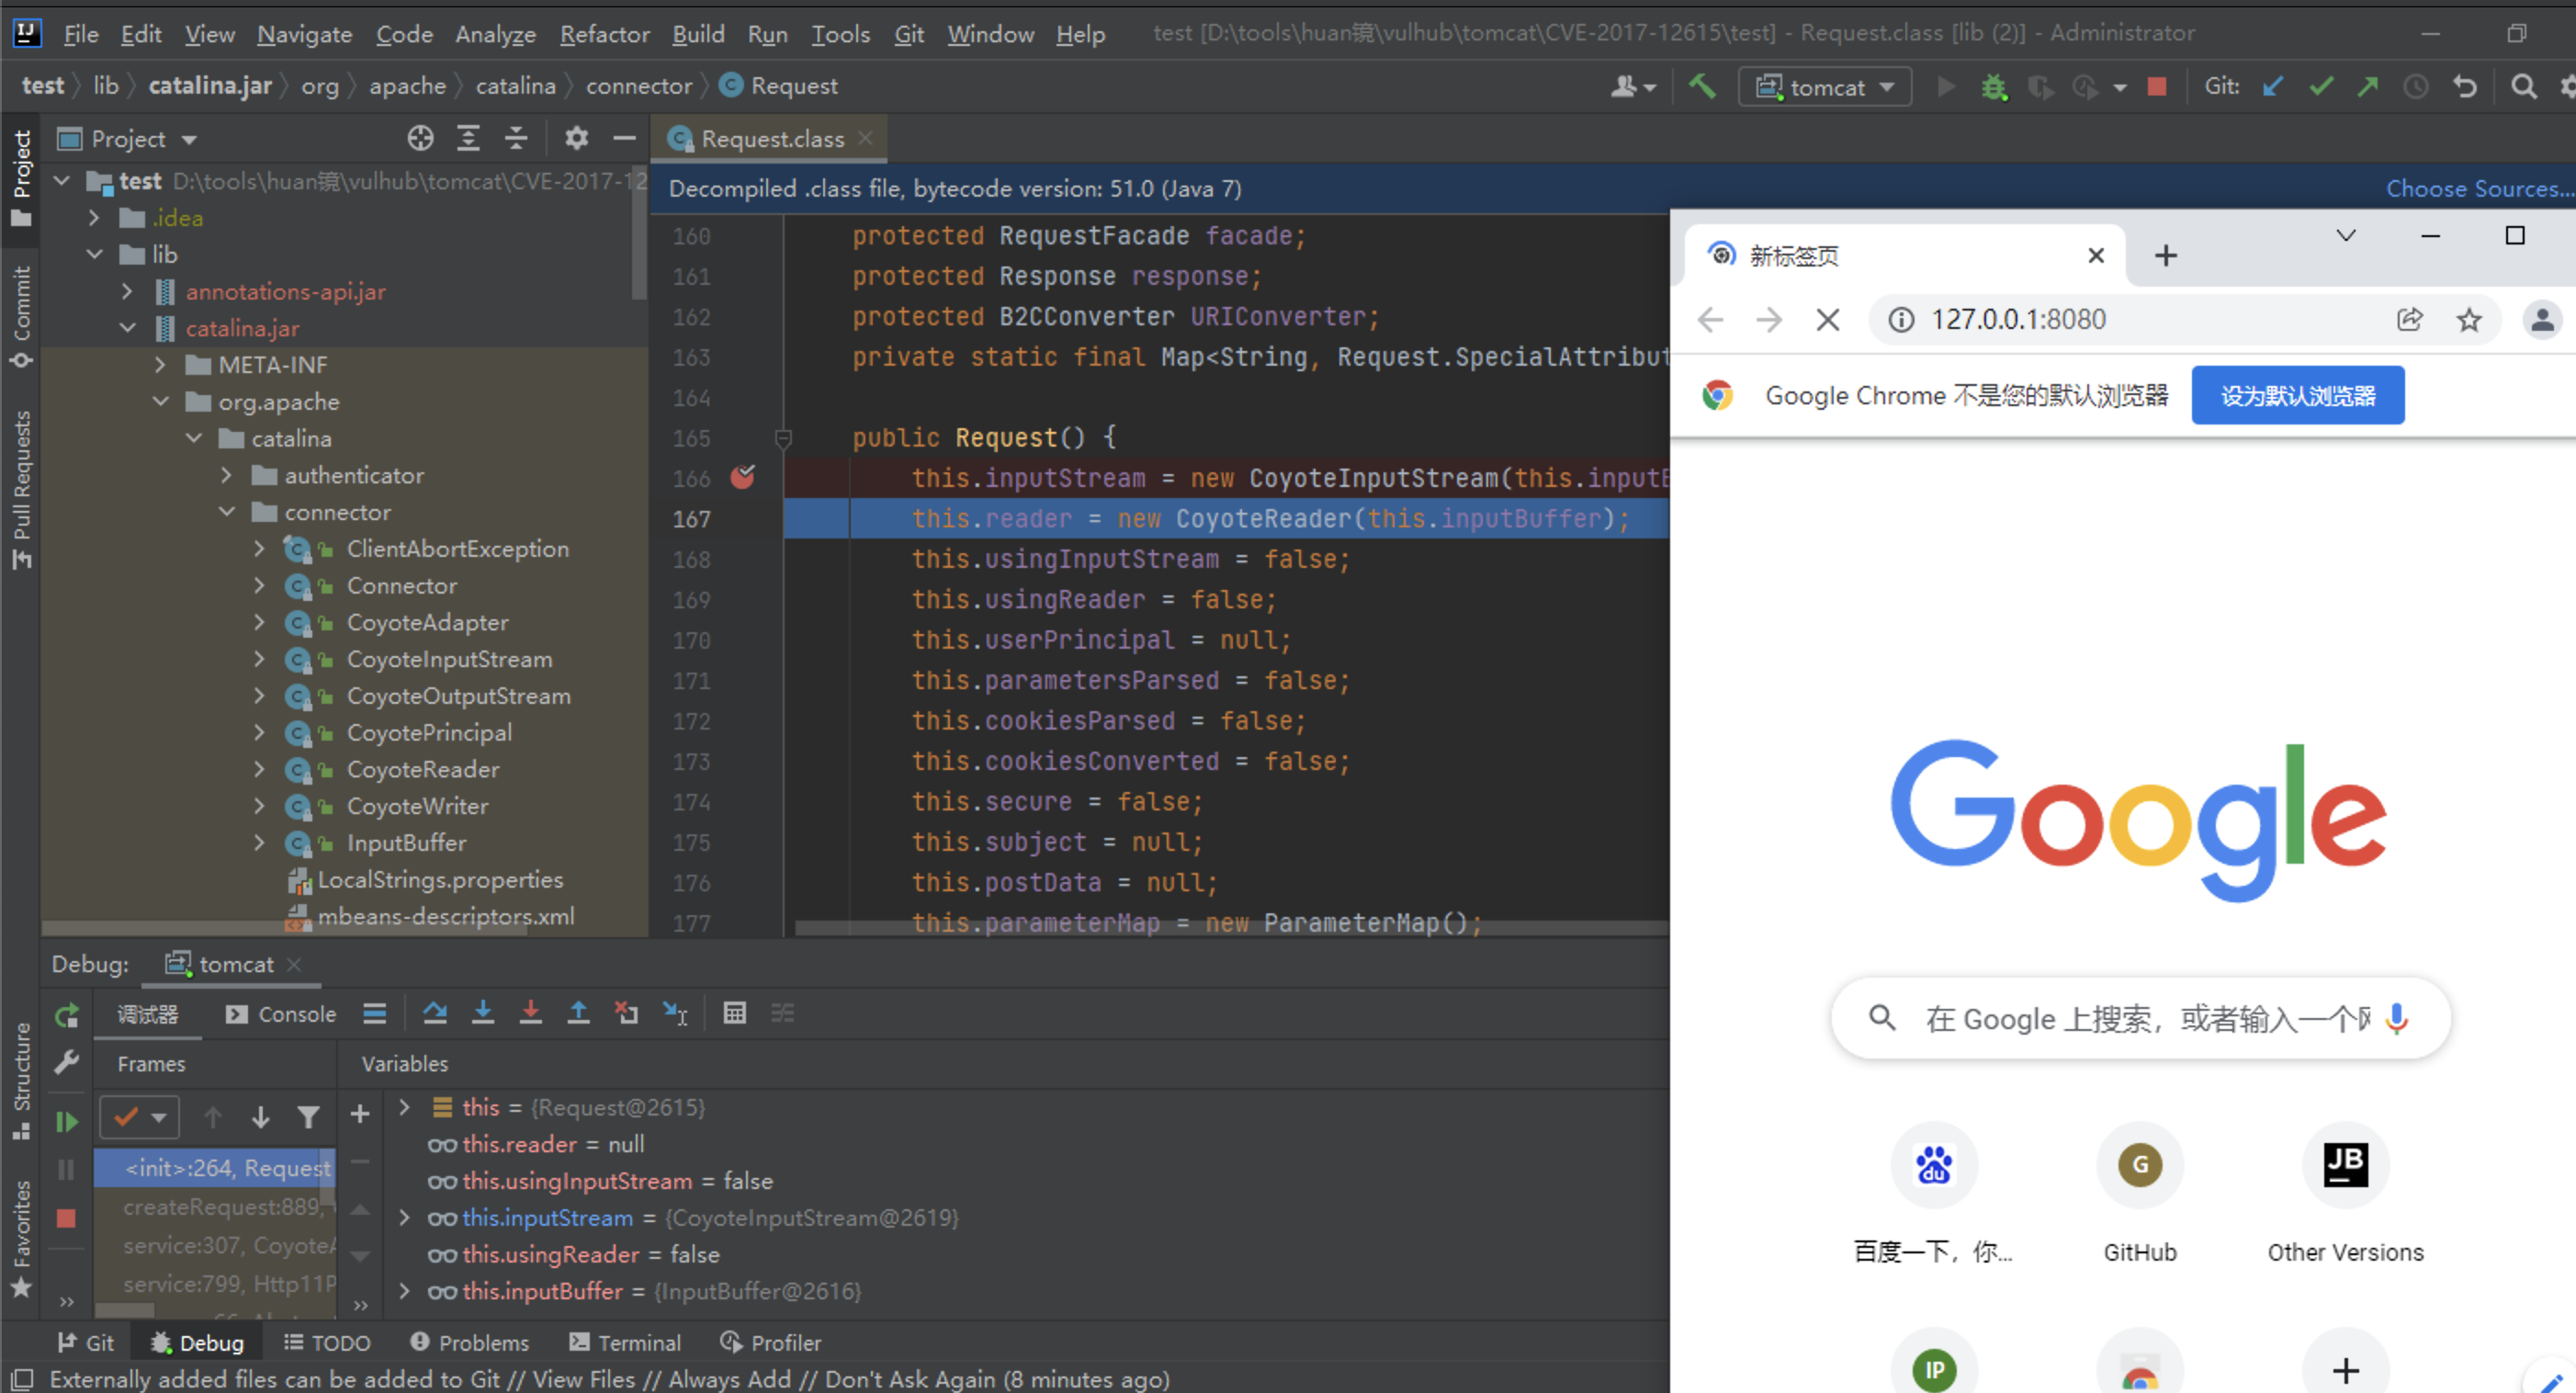 File Edit View Navigate Code Analyze Refactor Build Run Tools Git Window Help test [D:\tools\huan镜\vulhub\tomcat\CVE-2017-12615\test] - Request.class [lib (2)] - Administrator
test lib catalina.jar org apache catalina connector Request
tomcat
Git:
Project
Commit
Pull Requests
Structure
Favorites
Project
test D:\tools\huan镜\vulhub\tomcat\CVE-2017-12
.idea
lib
annotations-api.jar
catalina.jar
META-INF
org.apache
catalina
authenticator
connector
ClientAbortException
Connector
CoyoteAdapter
CoyoteInputStream
CoyoteOutputStream
CoyotePrincipal
CoyoteReader
CoyoteWriter
InputBuffer
LocalStrings.properties
mbeans-descriptors.xml
Request.class
Decompiled .class file, bytecode version: 51.0 (Java 7)
Choose Sources...
160 protected RequestFacade facade;
161 protected Response response;
162 protected B2CConverter URIConverter;
163 private static final Map<String, Request.SpecialAttribut
164
165 public Request() {
166 this.inputStream = new CoyoteInputStream(this.inputB
167 this.reader = new CoyoteReader(this.inputBuffer);
168 this.usingInputStream = false;
169 this.usingReader = false;
170 this.userPrincipal = null;
171 this.parametersParsed = false;
172 this.cookiesParsed = false;
173 this.cookiesConverted = false;
174 this.secure = false;
175 this.subject = null;
176 this.postData = null;
177 this.parameterMap = new ParameterMap();
新标签页
127.0.0.1:8080
Google Chrome 不是您的默认浏览器
设为默认浏览器
Google
在 Google 上搜索，或者输入一个
du
G
JB
百度一下，你...
GitHub
Other Versions
IP
Debug: tomcat
调试器 Console
Frames
Variables
<init>:264, Request
createRequest:889,
service:307, CoyoteA
service:799, Http11P
this = {Request@2615}
this.reader = null
this.usingInputStream = false
this.inputStream = {CoyoteInputStream@2619}
this.usingReader = false
this.inputBuffer = {InputBuffer@2616}
Git Debug TODO Problems Terminal Profiler
Externally added files can be added to Git // View Files // Always Add // Don't Ask Again (8 minutes ago)